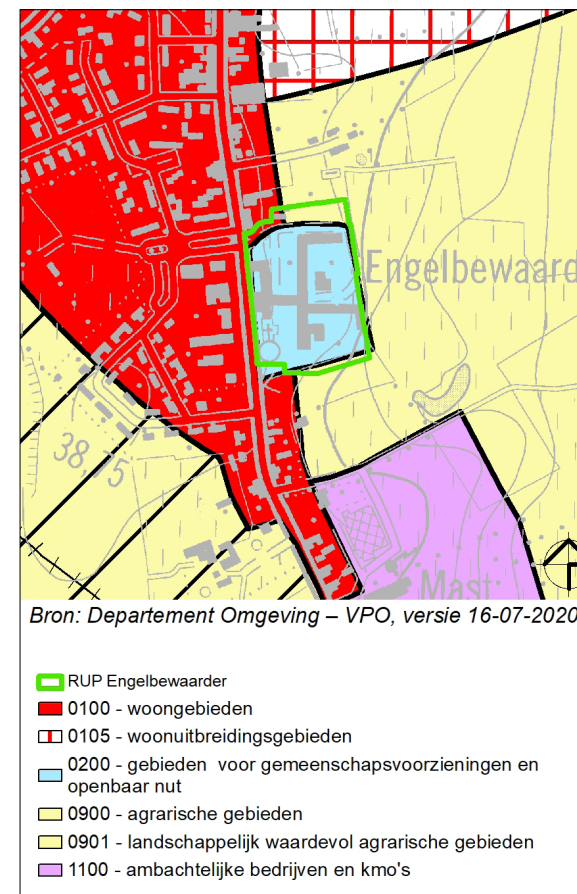 Engelbewaard
38,75
Mast
Bron: Departement Omgeving – VPO, versie 16-07-2020
RUP Engelbewaarder
0100 - woongebieden
0105 - woonuitbreidingsgebieden
0200 - gebieden voor gemeenschapsvoorzieningen en
openbaar nut
0900 - agrarische gebieden
0901 - landschappelijk waardevol agrarische gebieden
1100 - ambachtelijke bedrijven en kmo's